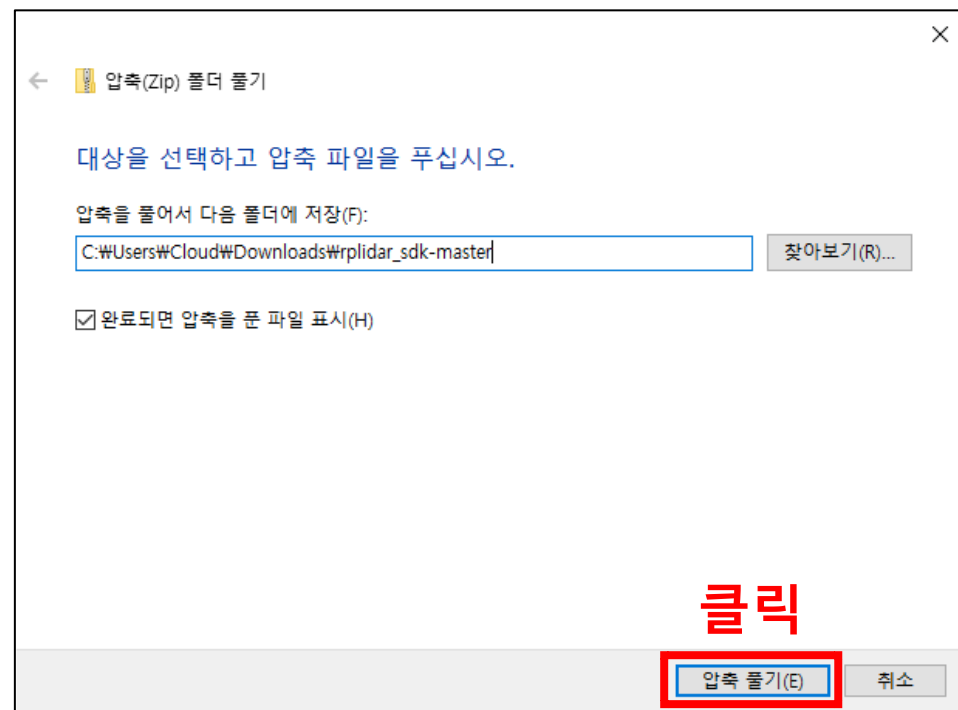 압축(Zip) 폴더 풀기
대상을 선택하고 압축 파일을 푸십시오.
압축을 풀어서 다음 폴더에 저장(F):
C:₩Users₩Cloud₩Downloads₩rplidar_sdk-master
찾아보기(R)...
완료되면 압축을 푼 파일 표시(H)
클릭
압축 풀기(E)
취소